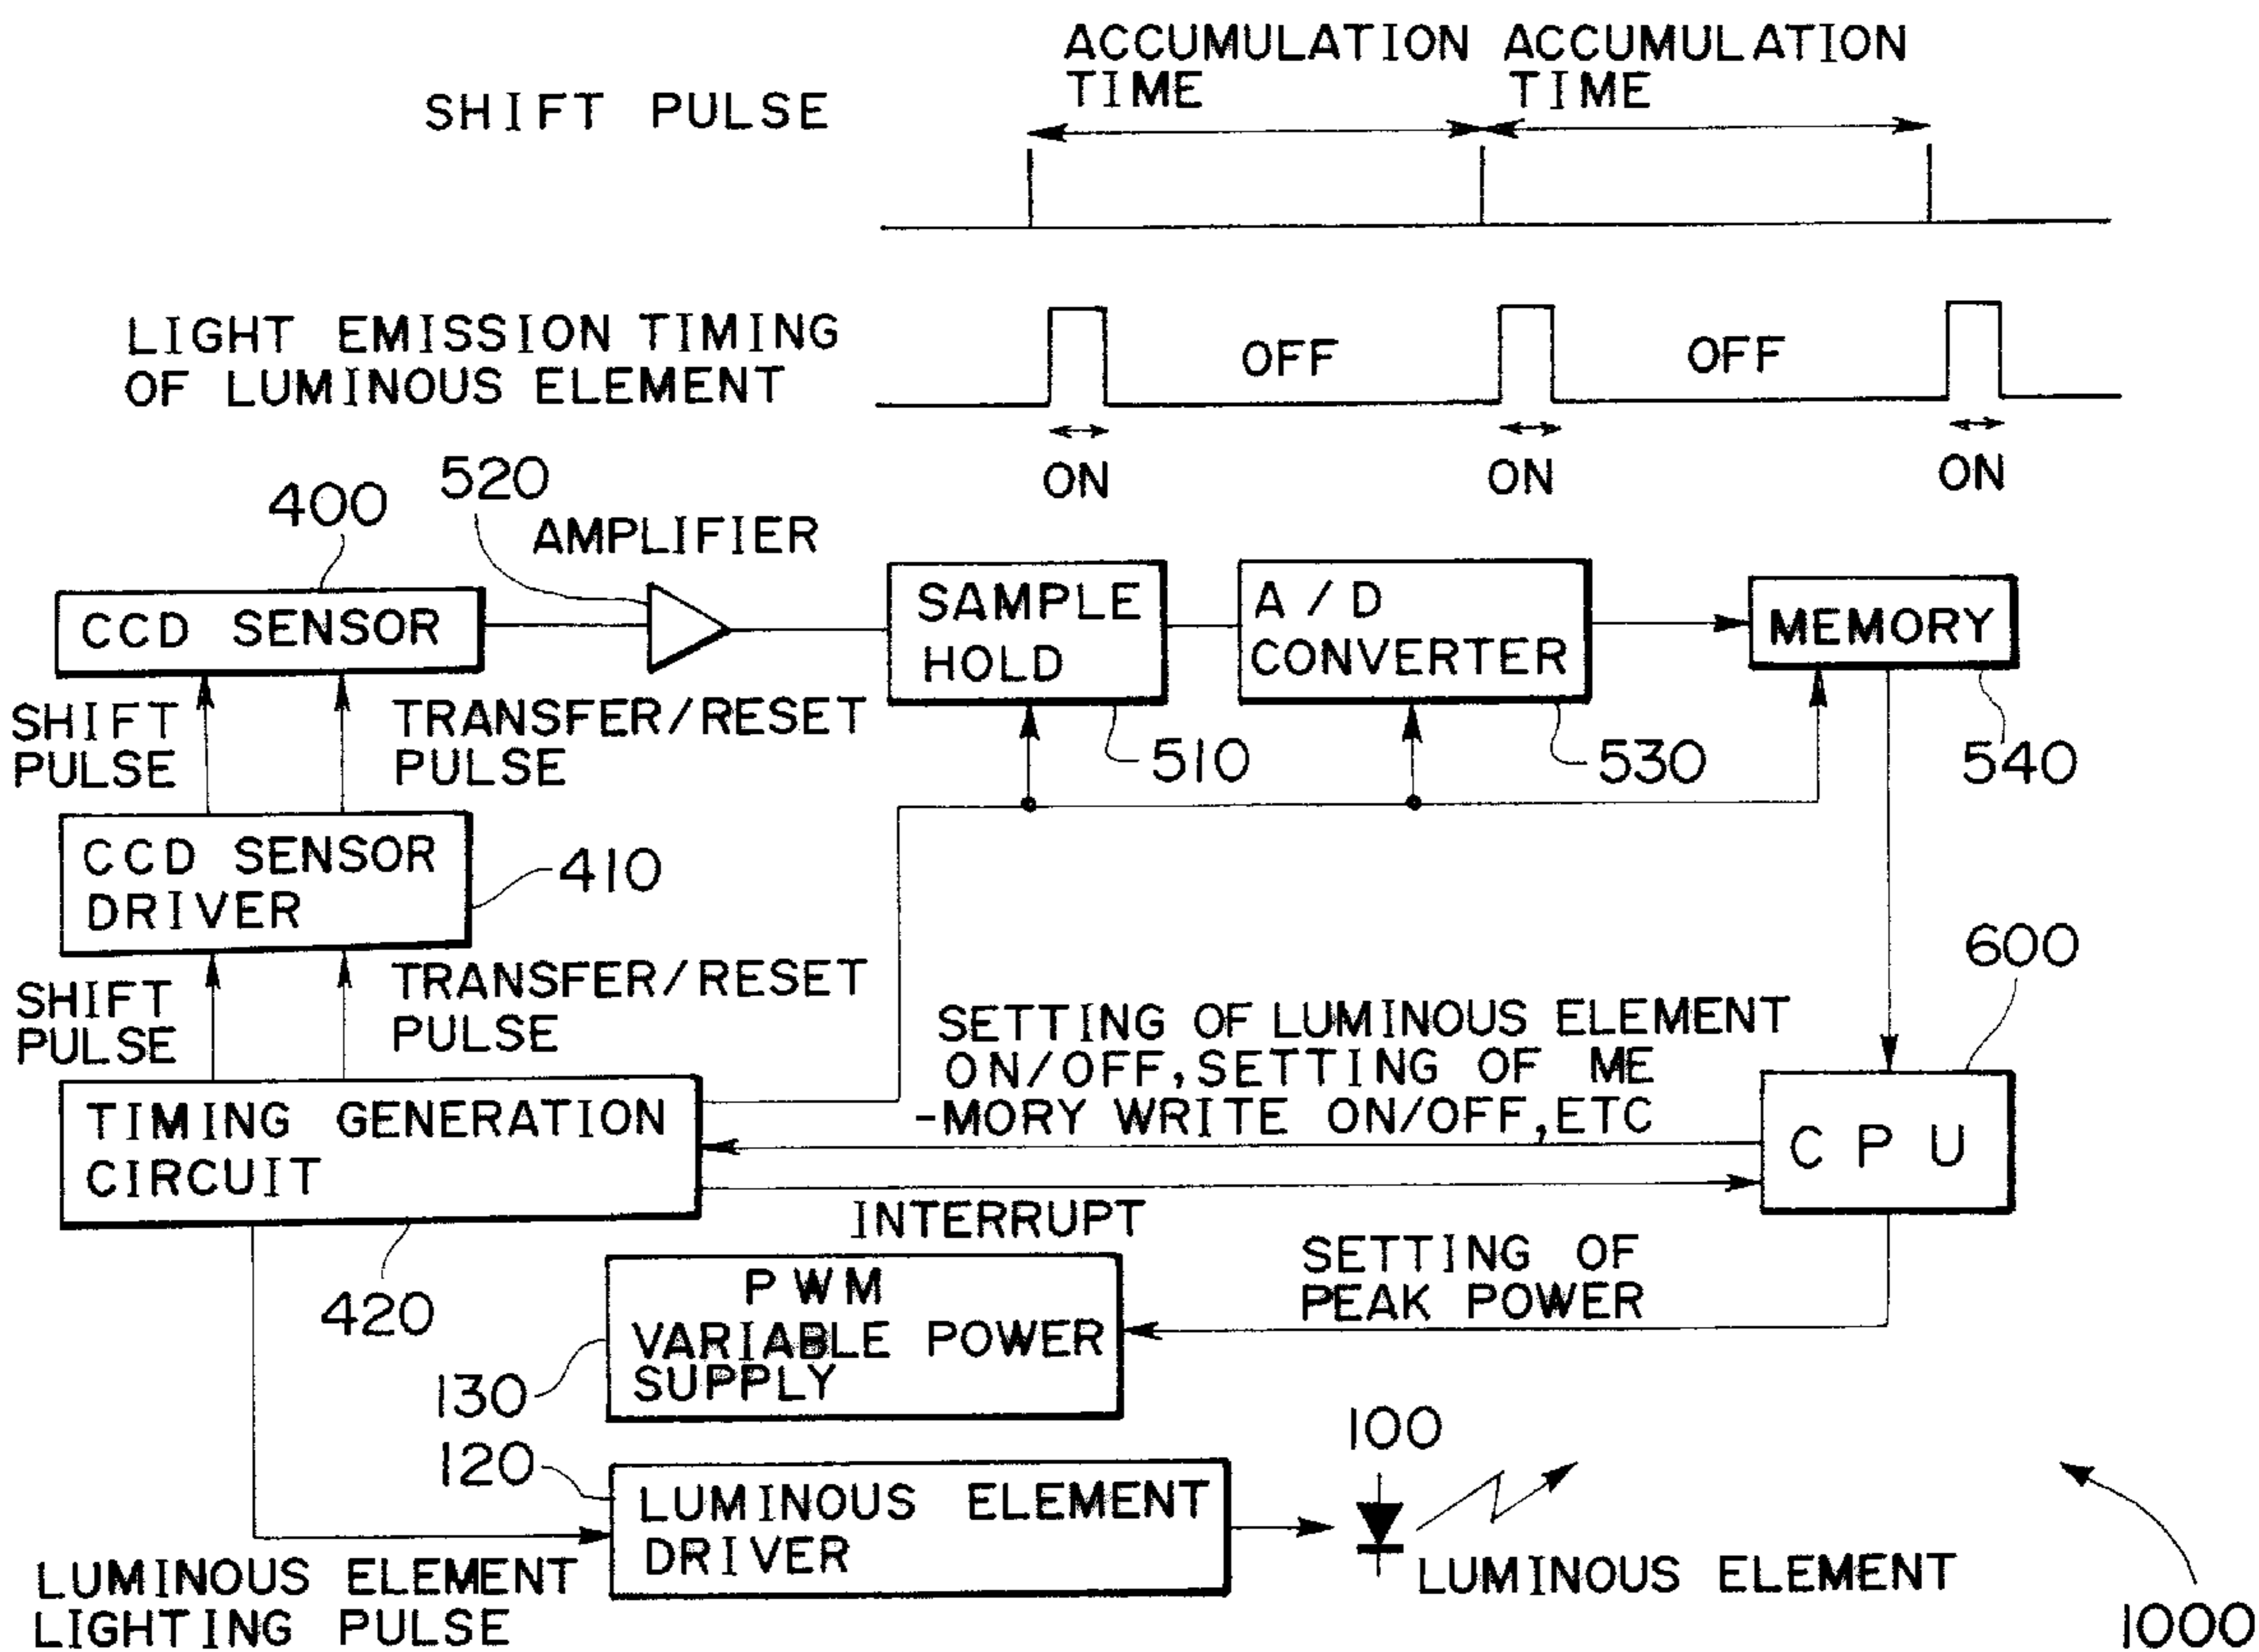 ACCUMULATION ACCUMULATION
TIME TIME
SHIFT PULSE
LIGHT EMISSION TIMING
OF LUMINOUS ELEMENT
OFF OFF
ON ON ON
400
520
AMPLIFIER
CCD SENSOR
SAMPLE
HOLD
A/D
CONVERTER
MEMORY
SHIFT
PULSE
TRANSFER/RESET
PULSE
510
530
540
CCD SENSOR
DRIVER
410
600
SHIFT
PULSE
TRANSFER/RESET
PULSE
SETTING OF LUMINOUS ELEMENT
ON/OFF,SETTING OF ME
-MORY WRITE ON/OFF,ETC
TIMING GENERATION
CIRCUIT
CPU
INTERRUPT
420
PWM
VARIABLE POWER
SUPPLY
SETTING OF
PEAK POWER
130
120
100
LUMINOUS ELEMENT
DRIVER
LUMINOUS ELEMENT
LUMINOUS ELEMENT
LIGHTING PULSE
1000